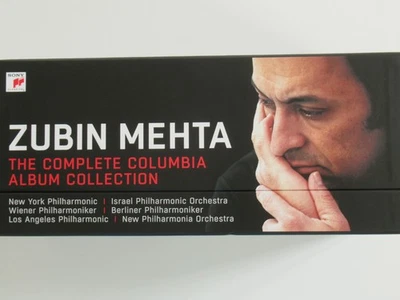 SONY
ZUBIN MEHTA
THE COMPLETE COLUMBIA
ALBUM COLLECTION
New York Philharmonic | Israel Philharmonic Orchestra
Wiener Philharmoniker | Berliner Philharmoniker
Los Angeles Philharmonic | New Philharmonia Orchestra